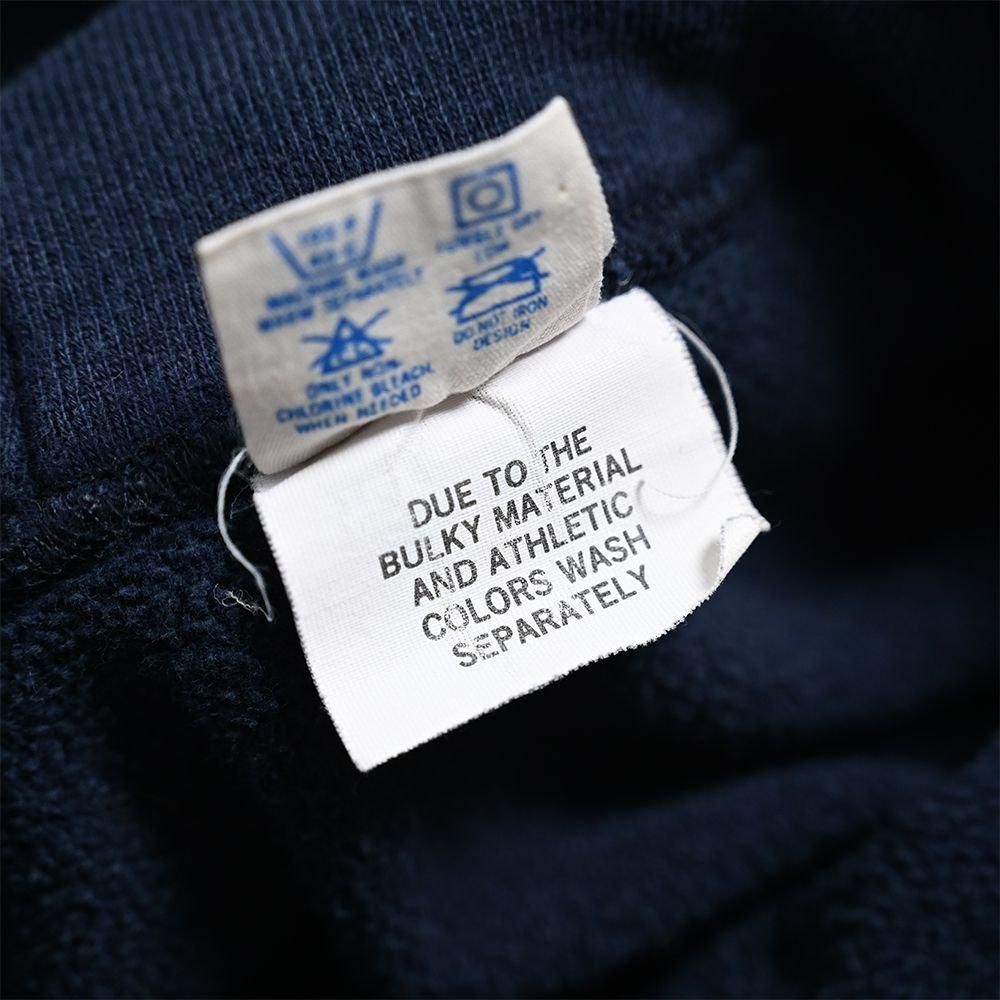 MACHINE WASH
WARM SEPARATELY
TUMBLE DRY
LOW
ONLY NON
CHLORINE BLEACH
WHEN NEEDED
DO NOT IRON
DESIGN
DUE TO THE
BULKY MATERIAL
AND ATHLETIC
COLORS WASH
SEPARATELY